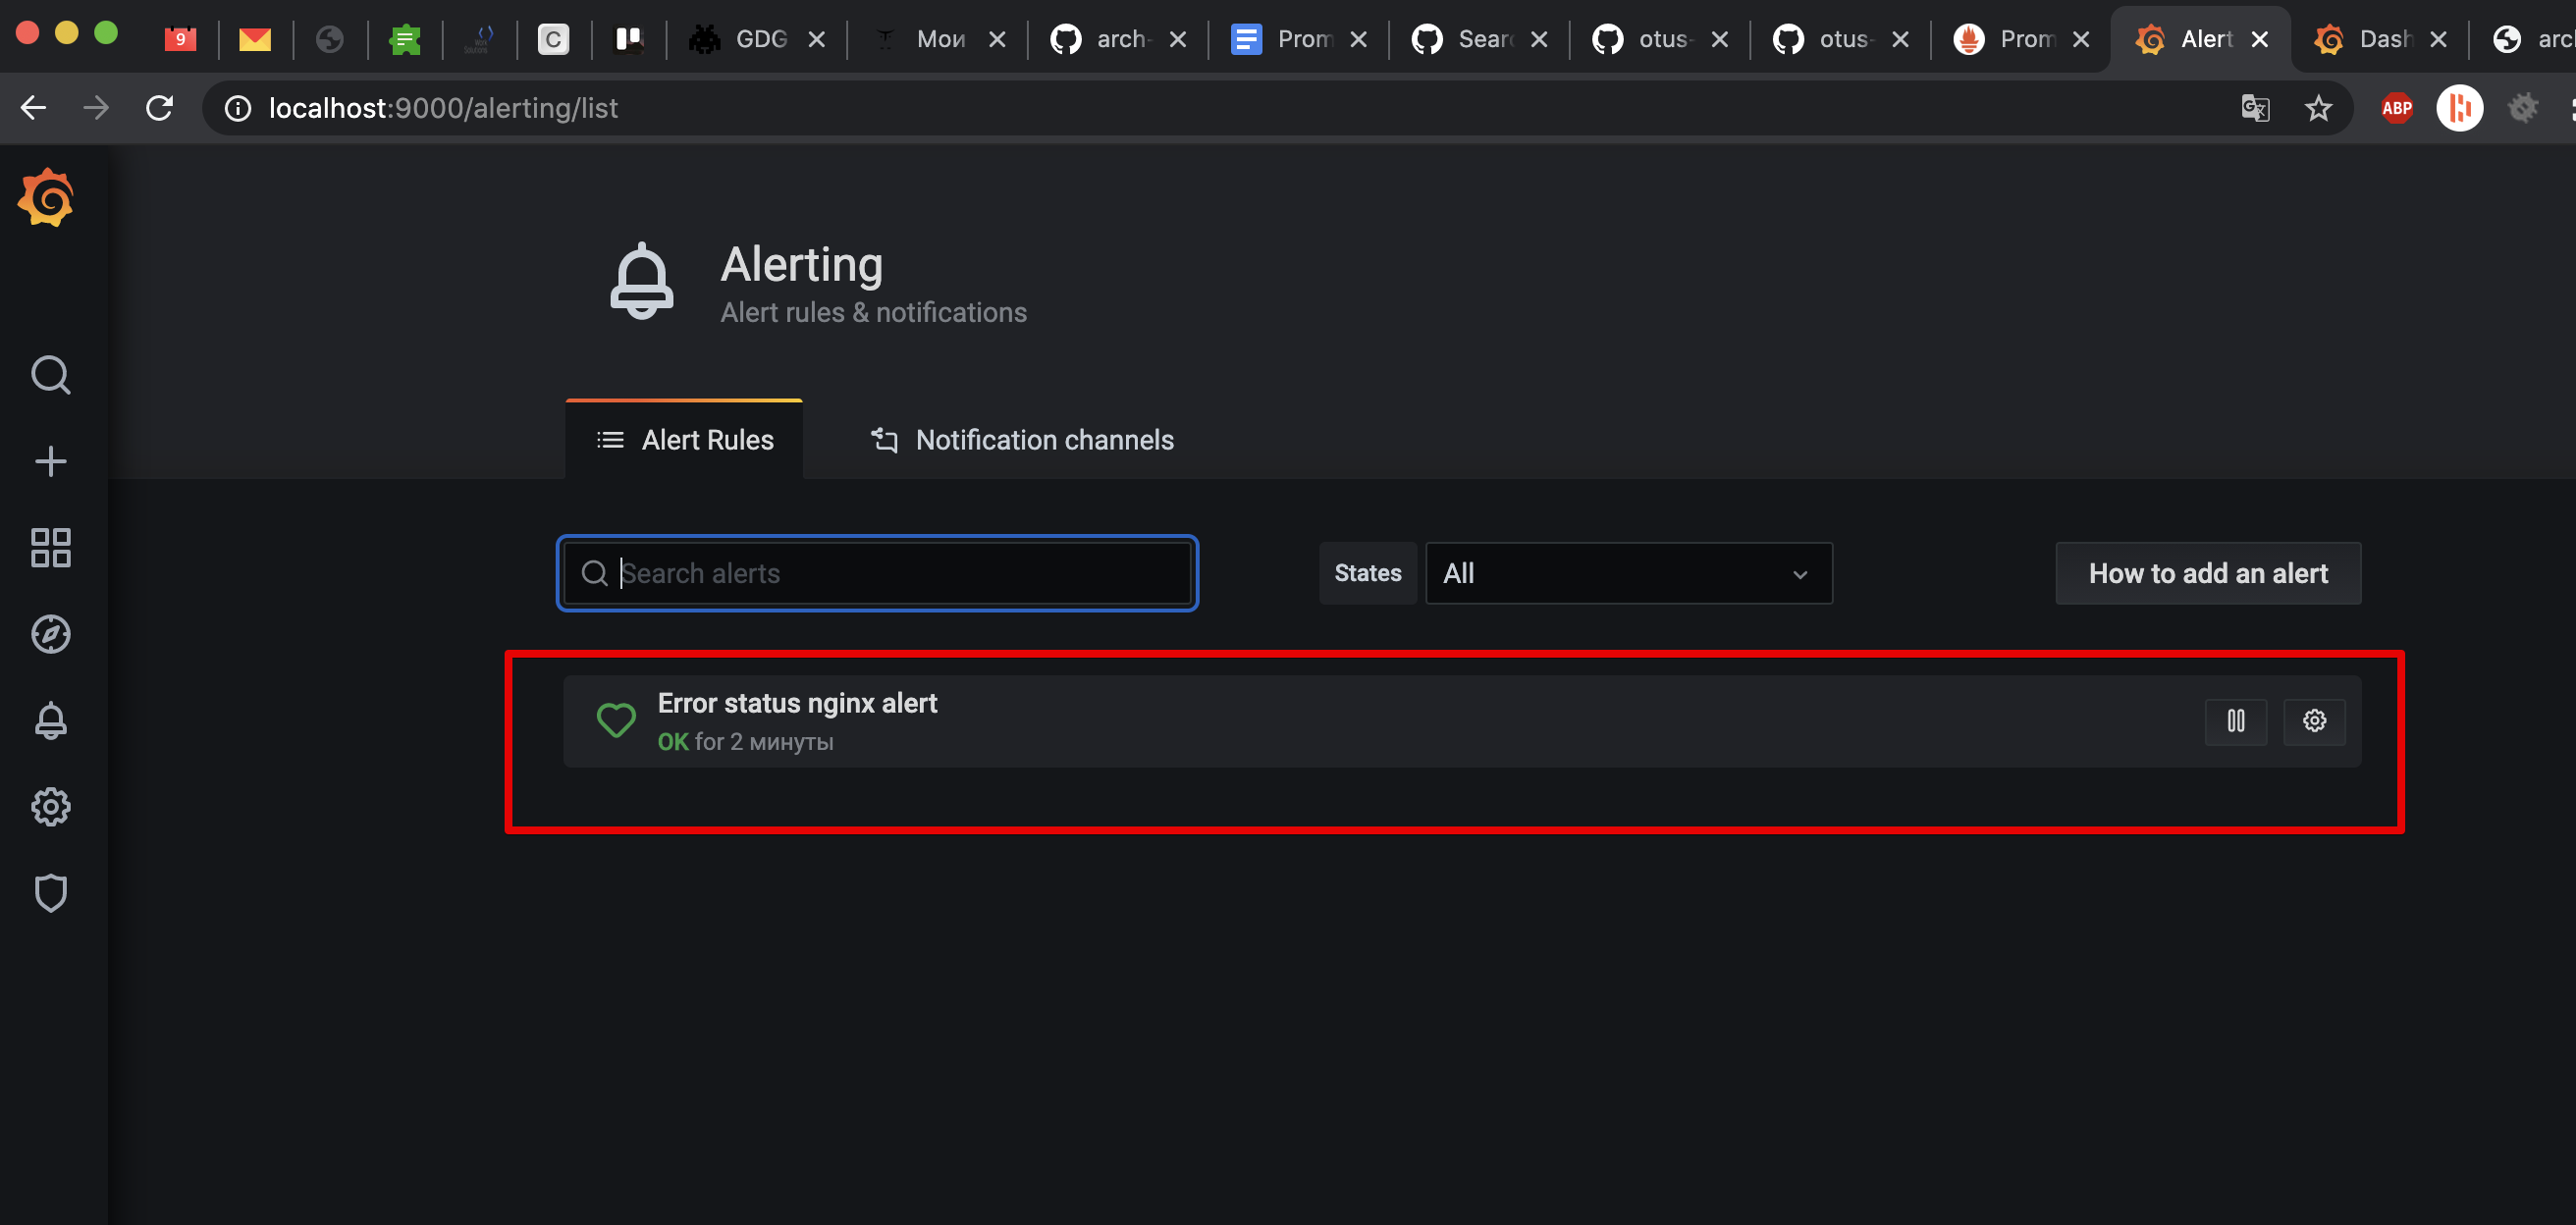 9
Work
Solutions
C
GDG
Мои
arch-
Prom
Sear
otus-
otus-
Prom
Alert
Dash
arc
localhost:9000/alerting/list
ABP
Alerting
Alert rules & notifications
Alert Rules
Notification channels
Search alerts
States
All
How to add an alert
Error status nginx alert
OK for 2 минуты